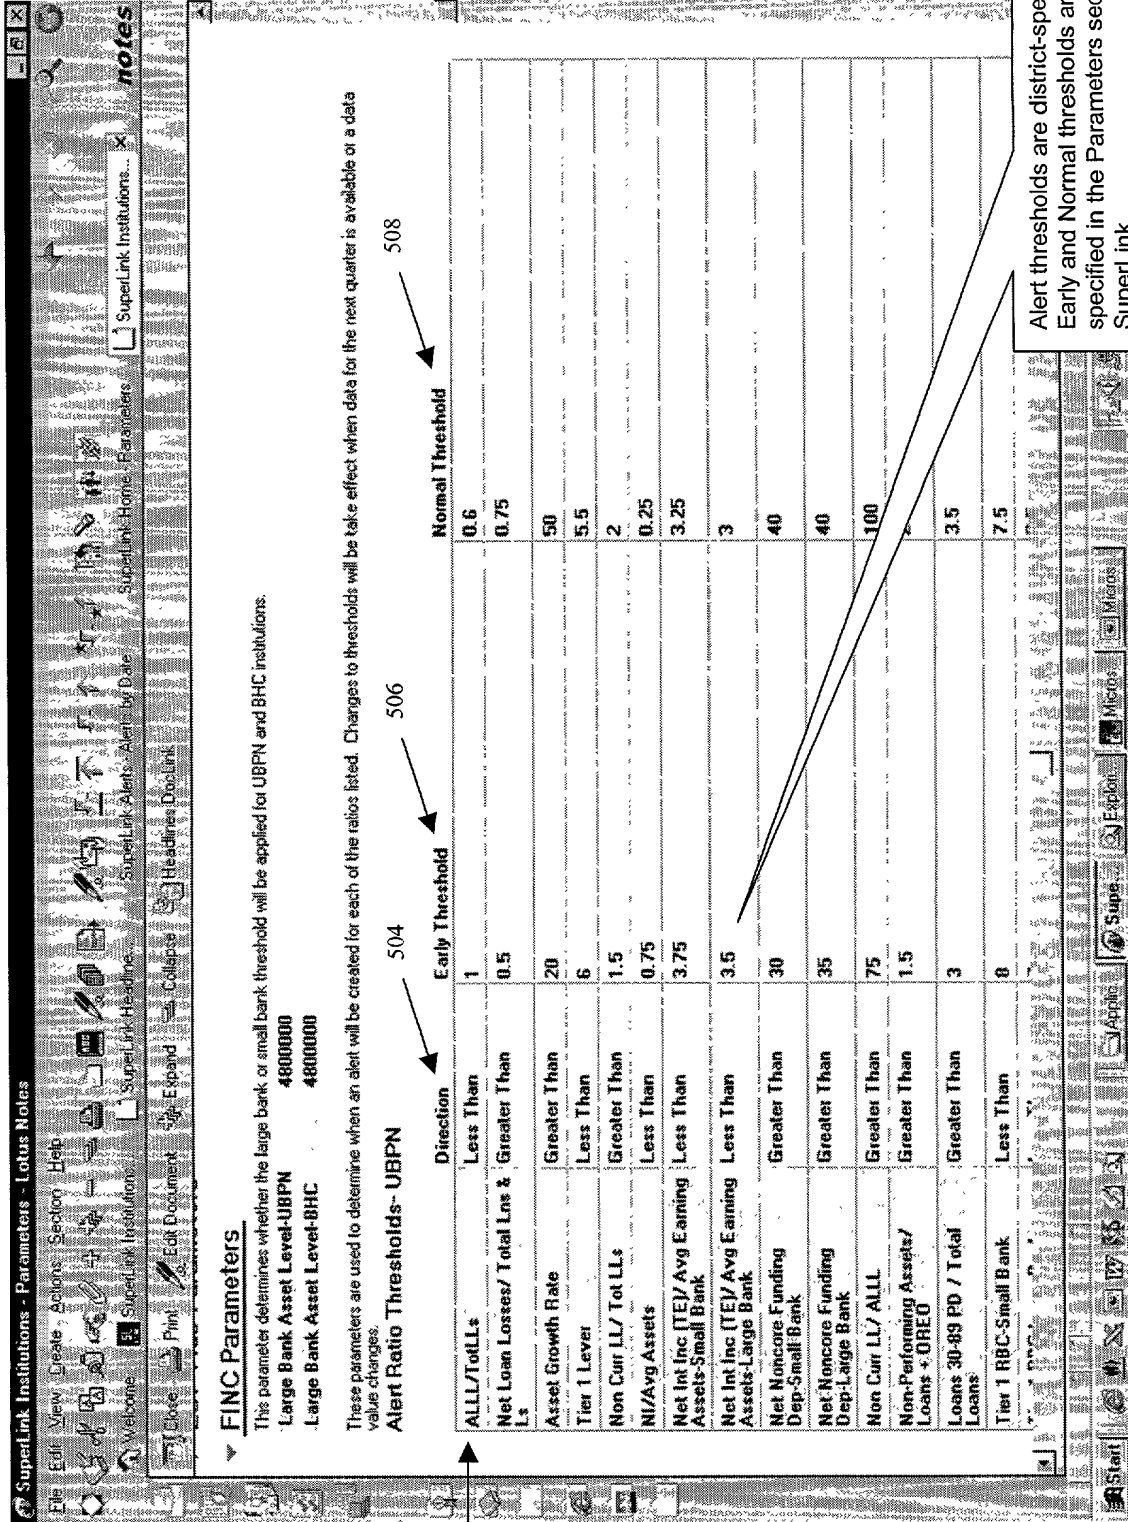 SuperLink Institutions - Parameters - Lotus Notes
File Edit View Create Actions Section Help
Welcome SuperLink Institution... SuperLink Headline... SuperLink Alerts - Alert by Date SuperLink Home - Parameters SuperLink Institutions... notes
Close Print Edit Document Expand Collapse Headlines DocLink
FINC Parameters
This parameter determines whether the large bank or small bank threshold will be applied for UBPN and BHC institutions.
Large Bank Asset Level-UBPN 4800000
Large Bank Asset Level-BHC 4800000
These parameters are used to determine when an alert will be created for each of the ratios listed. Changes to thresholds will be take effect when data for the next quarter is available or a data
value changes.
Alert Ratio Thresholds- UBPN
504 506 508
Direction Early Threshold Normal Threshold
ALLL/TotLLs Less Than 1 0.6
Net Loan Losses/ Total Lns & Greater Than 0.5 0.75
Ls
Asset Growth Rate Greater Than 20 50
Tier 1 Lever Less Than 6 5.5
Non Curr LL/ Tot LLs Greater Than 1.5 2
NI/Avg Assets Less Than 0.75 0.25
Net Int Inc (TE)/ Avg Earning Less Than 3.75 3.25
Assets-Small Bank
Net Int Inc (TE)/ Avg Earning Less Than 3.5 3
Assets-Large Bank
Net Noncore Funding Greater Than 30 40
Dep-Small Bank
Net Noncore Funding Greater Than 35 40
Dep-Large Bank
Non Curr LL/ ALLL Greater Than 75 100
Non-Performing Assets/ Greater Than 1.5
Loans + OREO
Loans 30-89 PD / Total Greater Than 3 3.5
Loans
Tier 1 RBC-Small Bank Less Than 8 7.5
Alert thresholds are district-spe
Early and Normal thresholds ar
specified in the Parameters sec
SuperLink
Start Applic... Supe... Explori... Micros... Micros...